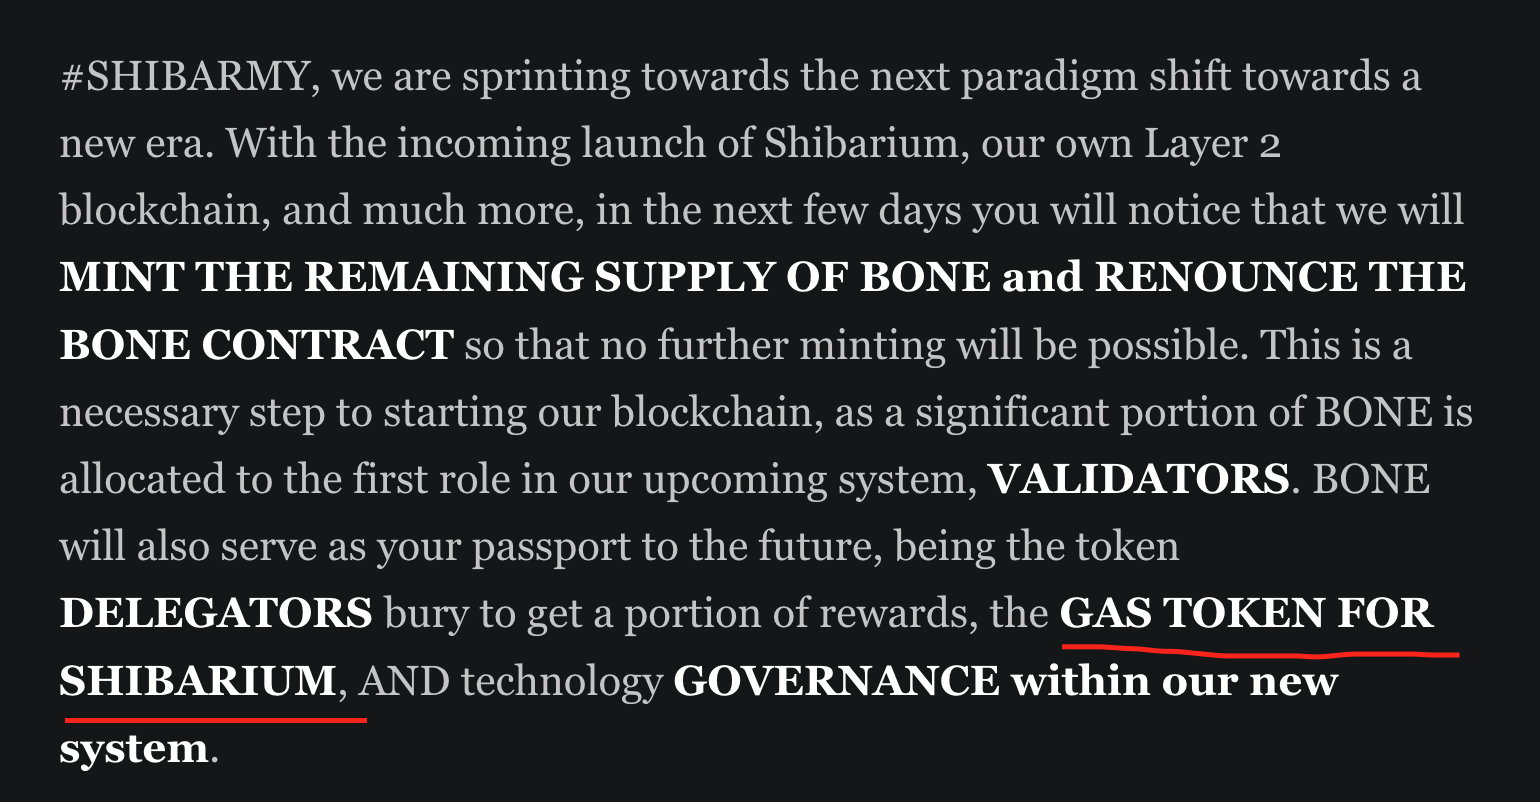 #SHIBARMY, we are sprinting towards the next paradigm shift towards a
new era. With the incoming launch of Shibarium, our own Layer 2
blockchain, and much more, in the next few days you will notice that we will
MINT THE REMAINING SUPPLY OF BONE and RENOUNCE THE
BONE CONTRACT so that no further minting will be possible. This is a
necessary step to starting our blockchain, as a significant portion of BONE is
allocated to the first role in our upcoming system, VALIDATORS. BONE
will also serve as your passport to the future, being the token
DELEGATORS bury to get a portion of rewards, the GAS TOKEN FOR
SHIBARIUM, AND technology GOVERNANCE within our new
system.